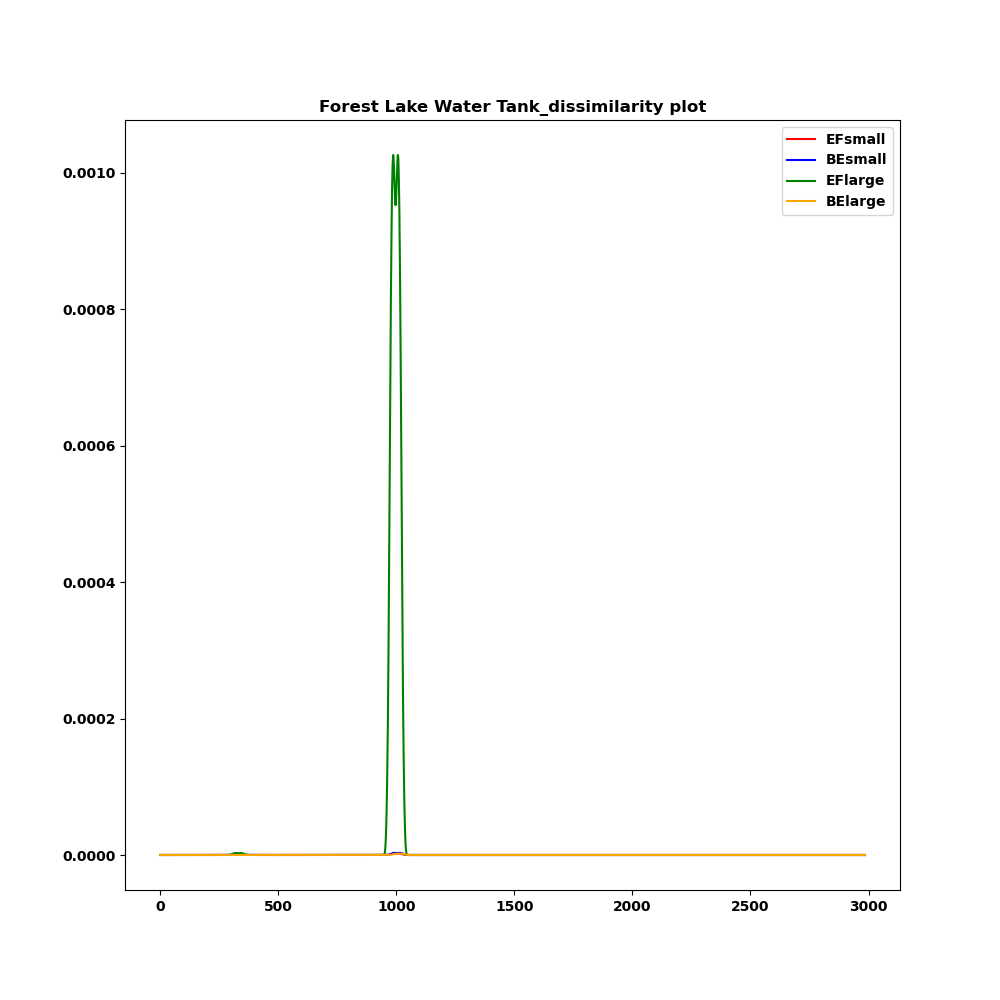 Forest Lake Water Tank_dissimilarity plot
EFsmall
BEsmall
EFlarge
BElarge
0.0010
0.0008
0.0006
0.0004
0.0002
0.0000
0 500 1000 1500 2000 2500 3000